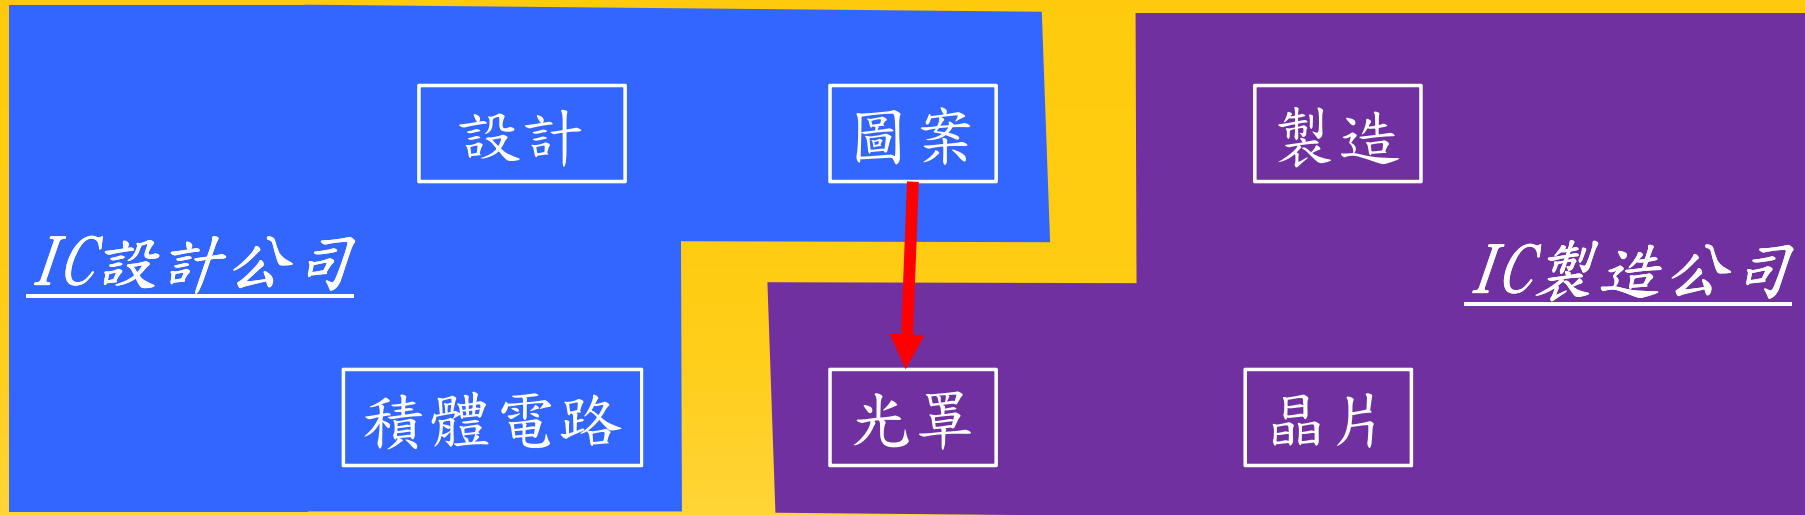 設計
圖案
製造
IC設計公司
IC製造公司
積體電路
光罩
晶片